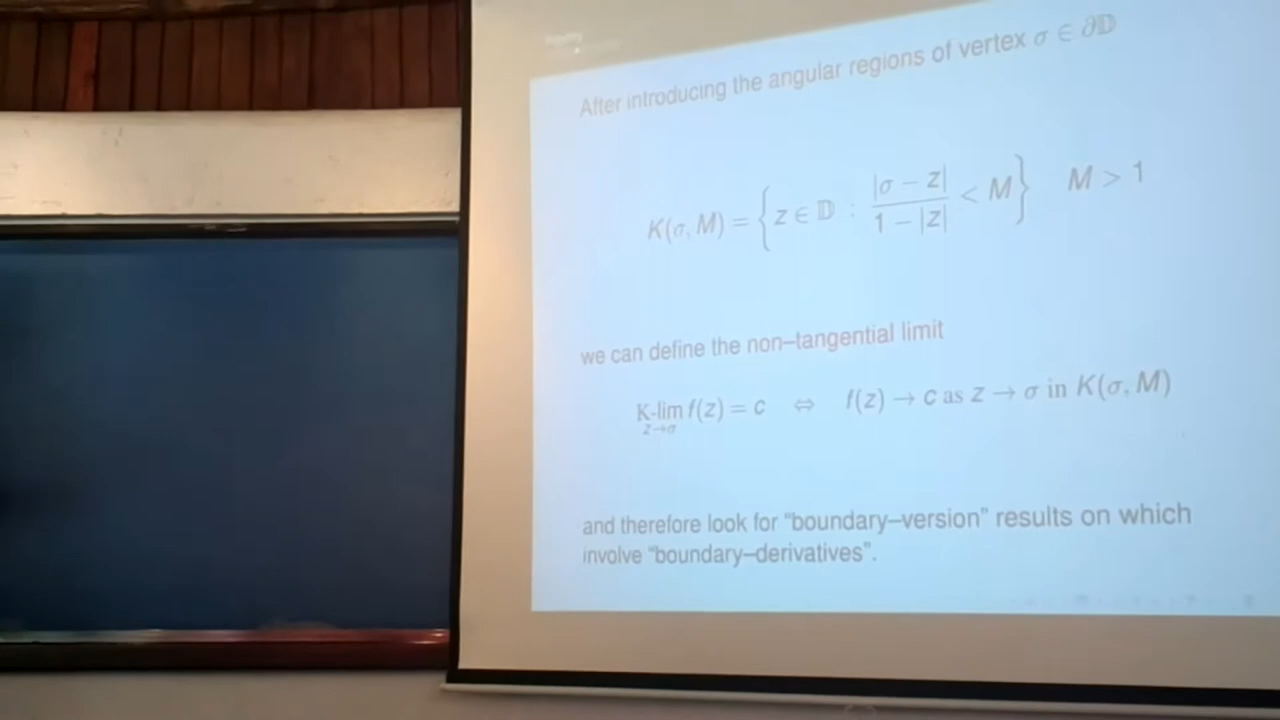 After introducing the angular regions of vertex σ ∈ ∂𝔻
K(σ, M) = { z ∈ 𝔻 : |σ − z| / 1 − |z| < M } M > 1
we can define the non–tangential limit
K-lim f(z) = c ⇔ f(z) → c as z → σ in K(σ, M)
z→σ
and therefore look for “boundary–version” results on which
involve “boundary–derivatives”.